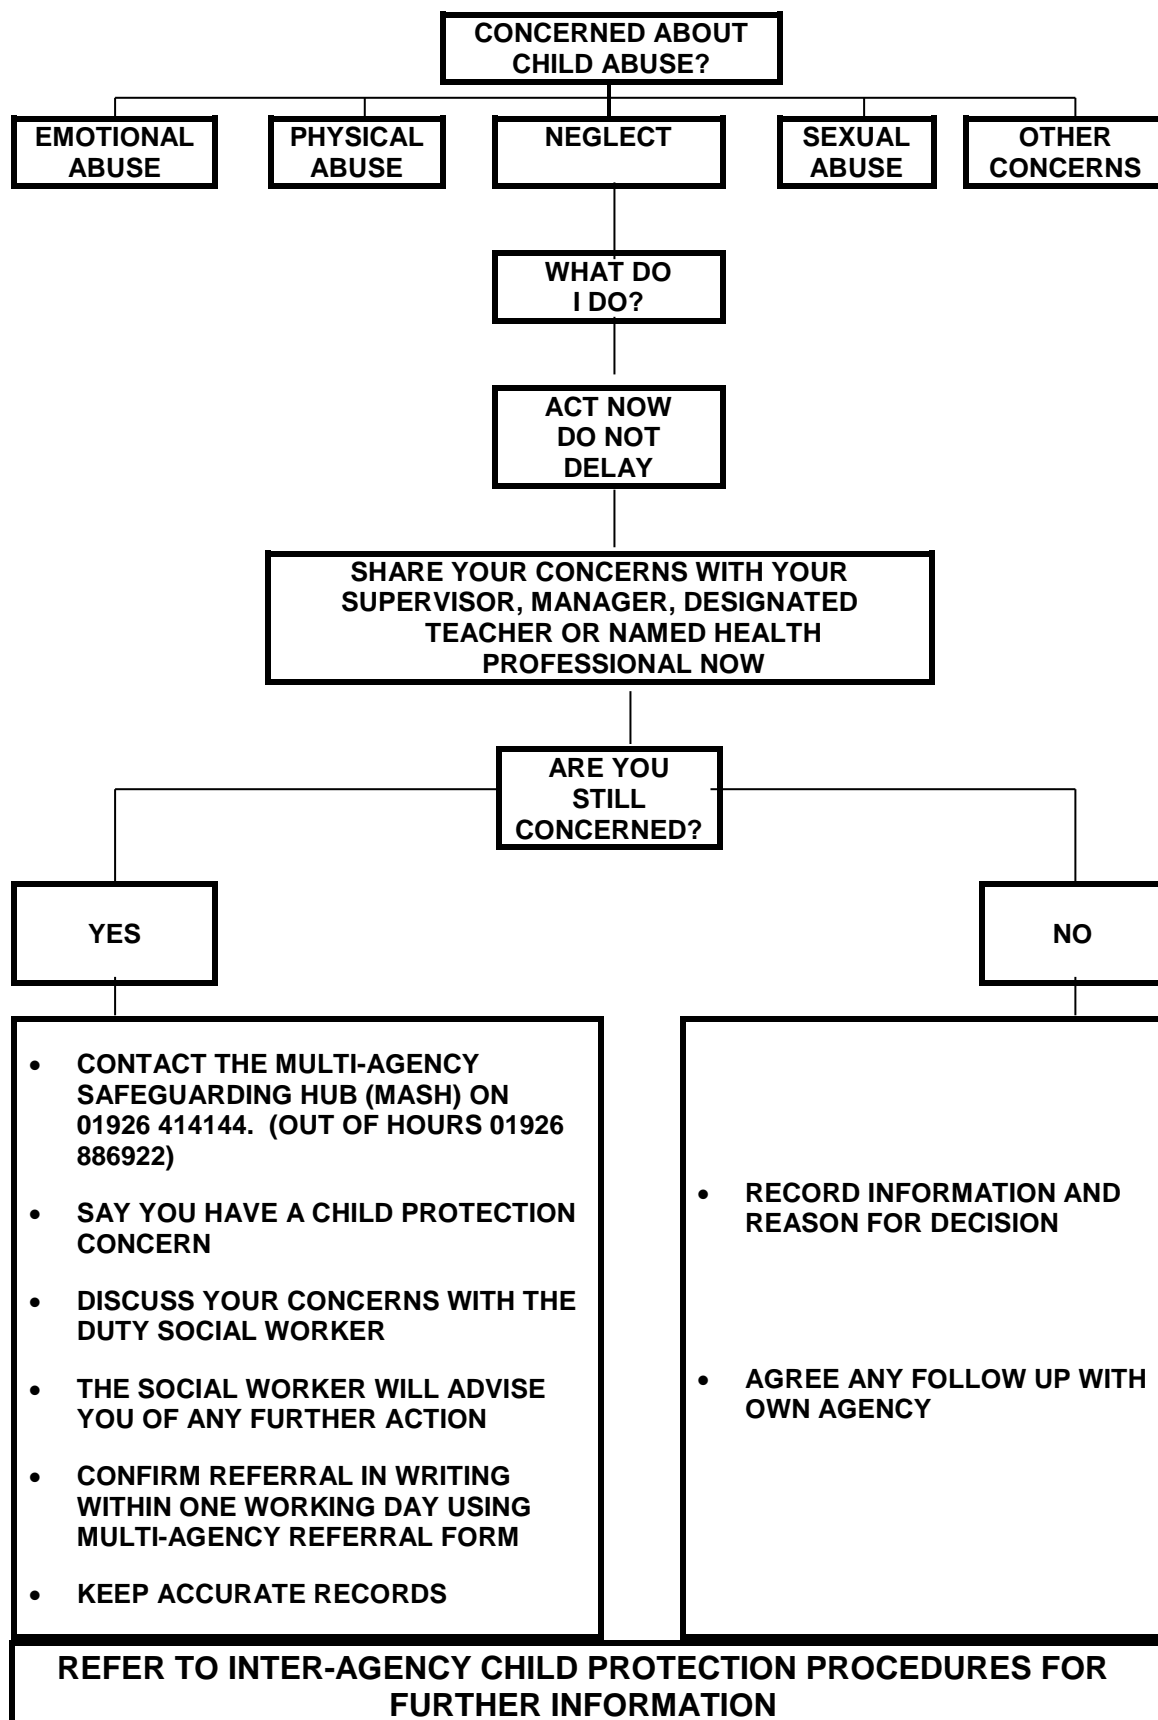 CONCERNED ABOUT
CHILD ABUSE?
EMOTIONAL
ABUSE
PHYSICAL
ABUSE
NEGLECT
SEXUAL
ABUSE
OTHER
CONCERNS
WHAT DO
I DO?
ACT NOW
DO NOT
DELAY
SHARE YOUR CONCERNS WITH YOUR
SUPERVISOR, MANAGER, DESIGNATED
TEACHER OR NAMED HEALTH
PROFESSIONAL NOW
ARE YOU
STILL
CONCERNED?
YES
NO
• CONTACT THE MULTI-AGENCY
SAFEGUARDING HUB (MASH) ON
01926 414144. (OUT OF HOURS 01926
886922)
• SAY YOU HAVE A CHILD PROTECTION
CONCERN
• DISCUSS YOUR CONCERNS WITH THE
DUTY SOCIAL WORKER
• THE SOCIAL WORKER WILL ADVISE
YOU OF ANY FURTHER ACTION
• CONFIRM REFERRAL IN WRITING
WITHIN ONE WORKING DAY USING
MULTI-AGENCY REFERRAL FORM
• KEEP ACCURATE RECORDS
• RECORD INFORMATION AND
REASON FOR DECISION
• AGREE ANY FOLLOW UP WITH
OWN AGENCY
REFER TO INTER-AGENCY CHILD PROTECTION PROCEDURES FOR
FURTHER INFORMATION